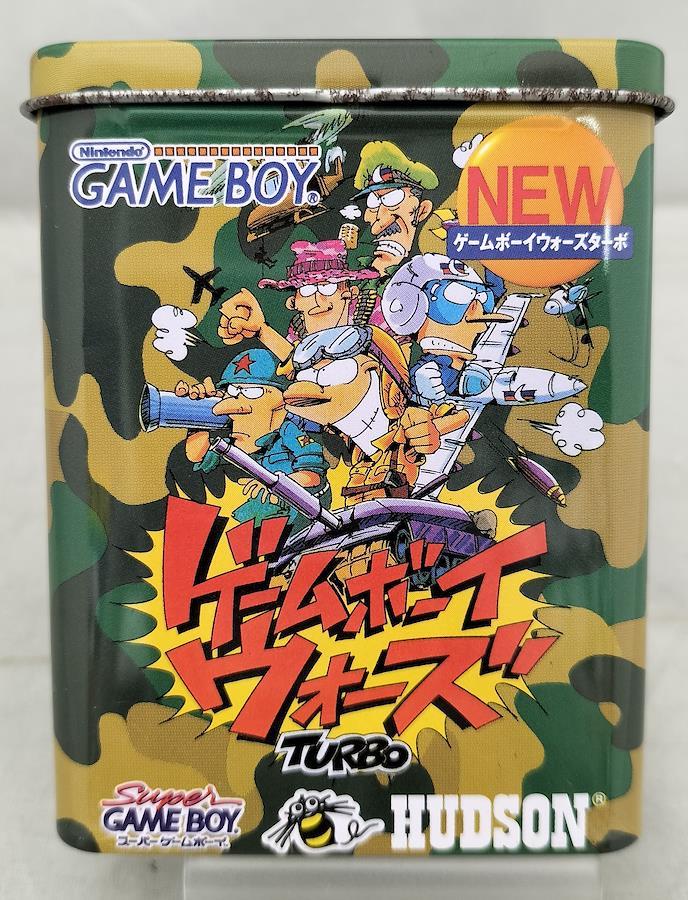 Nintendo
GAME BOY®
NEW
ゲームボーイウォーズターボ
ゲームボーイ
ウォーズ
TURBO
Super
GAME BOY
スーパーゲームボーイ
HUDSON®